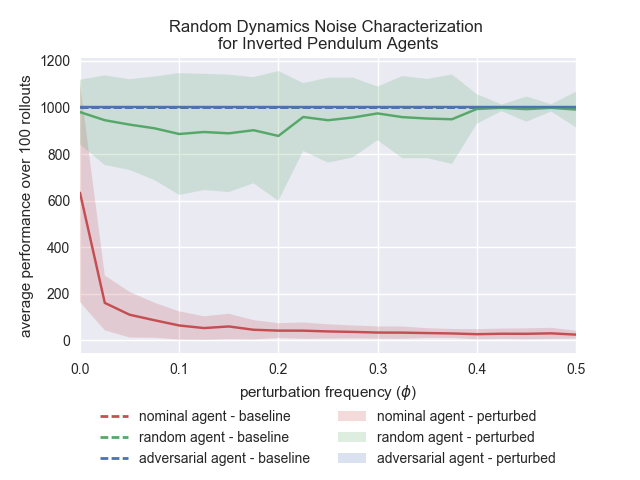 Random Dynamics Noise Characterization
for Inverted Pendulum Agents
average performance over 100 rollouts
1200
1000
800
600
400
200
0
0.0 0.1 0.2 0.3 0.4 0.5
perturbation frequency (ϕ)
nominal agent - baseline nominal agent - perturbed
random agent - baseline random agent - perturbed
adversarial agent - baseline adversarial agent - perturbed